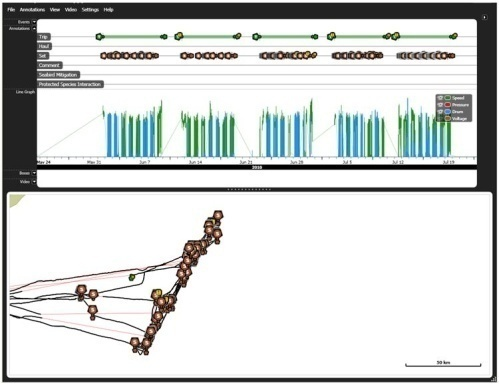 File Annotations View Video Settings Help
Events
Annotations
Trip
Haul
Set
Comment
Seabird Mitigation
Protected Species Interaction
Line Graph
Speed
Pressure
Drum
Voltage
May 24 May 31 Jun 7 Jun 14 Jun 21 Jun 28 Jul 5 Jul 12 Jul 19
2010
Boxes
Video
50 km